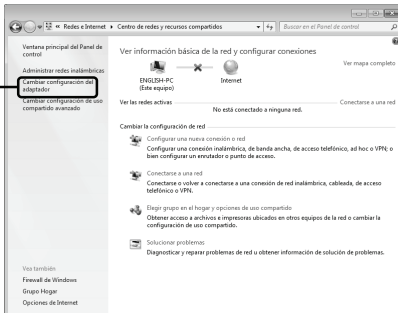 « Redes e Internet ▸ Centro de redes y recursos compartidos
Buscar en el Panel de control
Ventana principal del Panel de
control
Administrar redes inalámbricas
Cambiar configuración del
adaptador
Cambiar configuración de uso
compartido avanzado
Ver información básica de la red y configurar conexiones
Ver mapa completo
ENGLISH-PC
(Este equipo)
Internet
Ver las redes activas
Conectarse a una red
No está conectado a ninguna red.
Cambiar la configuración de red
Configurar una nueva conexión o red
Configurar una conexión inalámbrica, de banda ancha, de acceso telefónico, ad hoc o VPN; o
bien configurar un enrutador o punto de acceso.
Conectarse a una red
Conectarse o volver a conectarse a una conexión de red inalámbrica, cableada, de acceso
telefónico o VPN.
Elegir grupo en el hogar y opciones de uso compartido
Obtener acceso a archivos e impresoras ubicados en otros equipos de la red o cambiar la
configuración de uso compartido.
Solucionar problemas
Diagnosticar y reparar problemas de red u obtener información de solución de problemas.
Vea también
Firewall de Windows
Grupo Hogar
Opciones de Internet